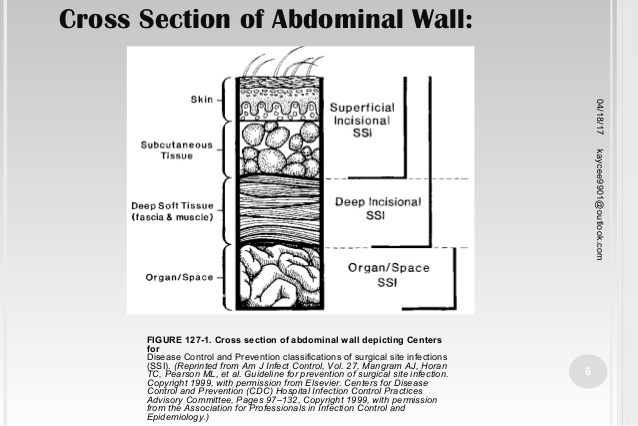 Cross Section of Abdominal Wall:
Skin
Subcutaneous
Tissue
Deep Soft Tissue
(fascia & muscle)
Organ/Space
Superficial
Incisional
SSI
Deep Incisional
SSI
Organ/Space
SSI
04/18/17 kaycee9901@outlook.com
6
FIGURE 127-1. Cross section of abdominal wall depicting Centers
for
Disease Control and Prevention classifications of surgical site infections
(SSI). (Reprinted from Am J Infect Control, Vol. 27, Mangram AJ, Horan
TC, Pearson ML, et al. Guideline for prevention of surgical site infection.
Copyright 1999, with permission from Elsevier. Centers for Disease
Control and Prevention (CDC) Hospital Infection Control Practices
Advisory Committee, Pages 97–132, Copyright 1999, with permission
from the Association for Professionals in Infection Control and
Epidemiology.)